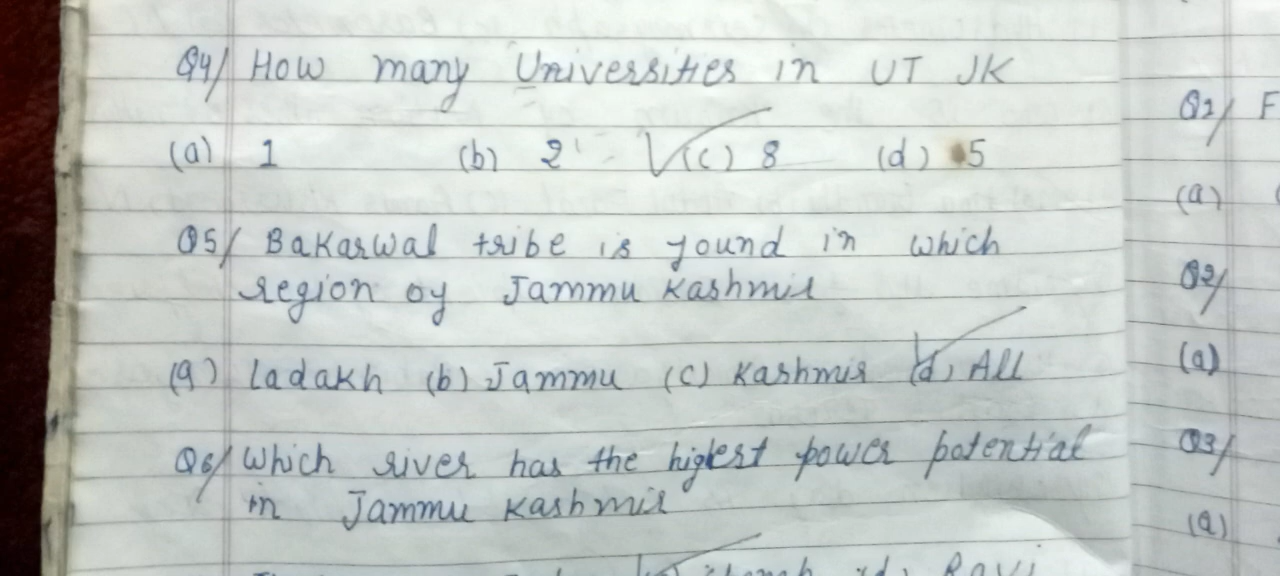 Q4/ How many Universities in UT JK
(a) 1 (b) 2 (c) 8 (d) 5
Q5/ Bakarwal tribe is found in which
region of Jammu Kashmir
(a) Ladakh (b) Jammu (c) Kashmir (d) All
Q6/ Which river has the highest power potential
in Jammu Kashmir
(d) Ravi
Q1/ F
(a)
Q2/
(a)
Q3/
(a)